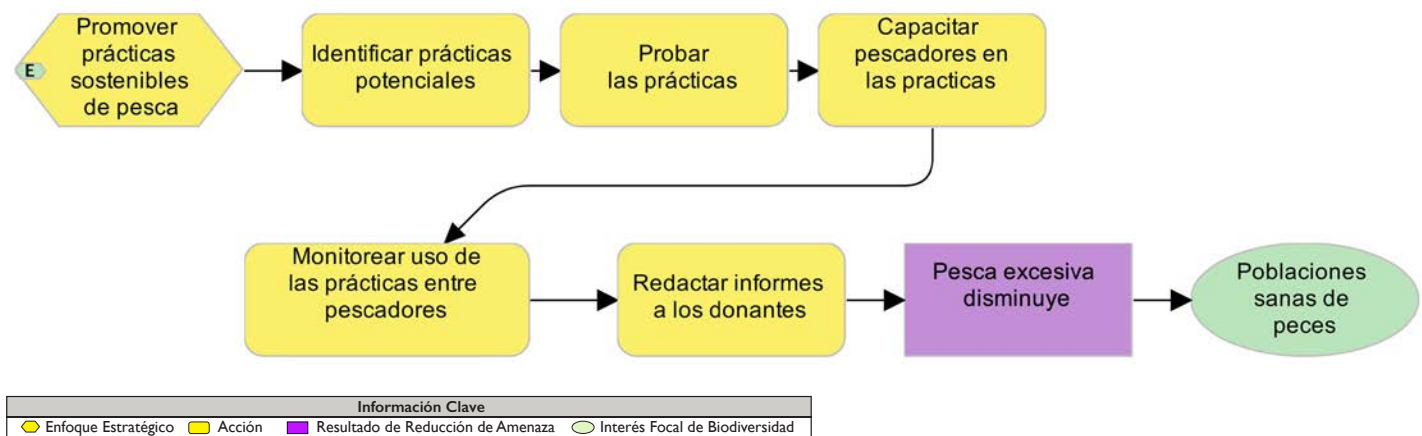 Promover
prácticas
sostenibles
de pesca
E
Identificar prácticas
potenciales
Probar
las prácticas
Capacitar
pescadores en
las practicas
Monitorear uso de
las prácticas entre
pescadores
Redactar informes
a los donantes
Pesca excesiva
disminuye
Poblaciones
sanas de
peces
Información Clave
Enfoque Estratégico Acción Resultado de Reducción de Amenaza Interés Focal de Biodiversidad